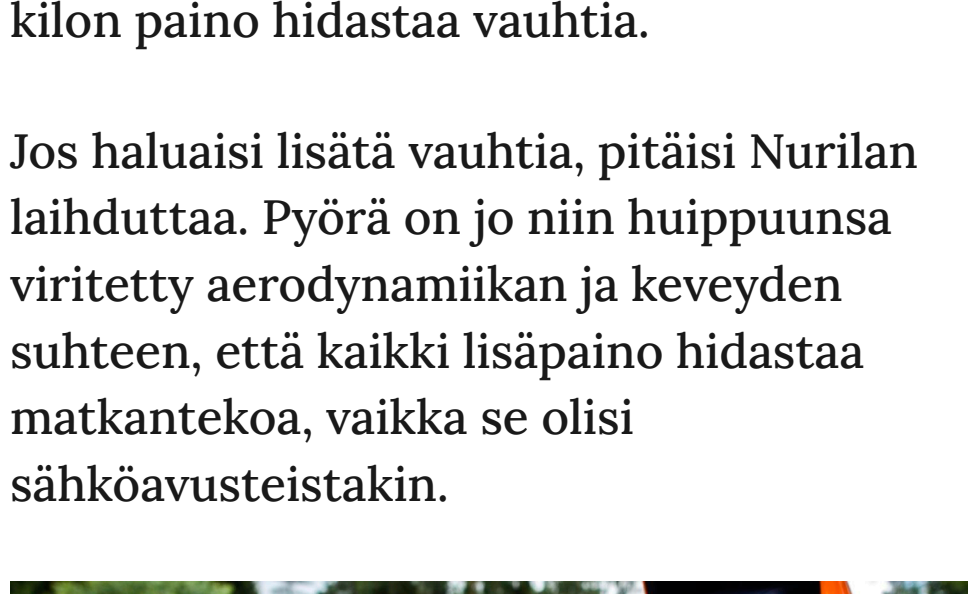 kilon paino hidastaa vauhtia.
Jos haluaisi lisätä vauhtia, pitäisi Nurilan
laihduttaa. Pyörä on jo niin huippuunsa
viritetty aerodynamiikan ja keveyden
suhteen, että kaikki lisäpaino hidastaa
matkantekoa, vaikka se olisi
sähköavusteistakin.